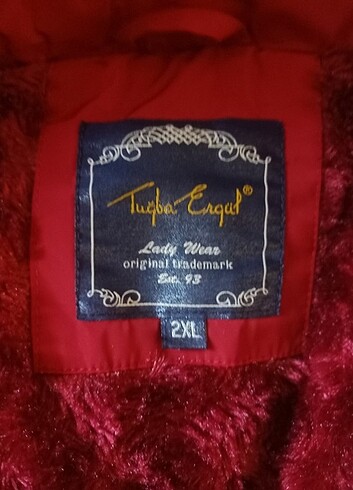 Tuğba Ergül®
Lady Wear
original trademark
Est. 93
2XL